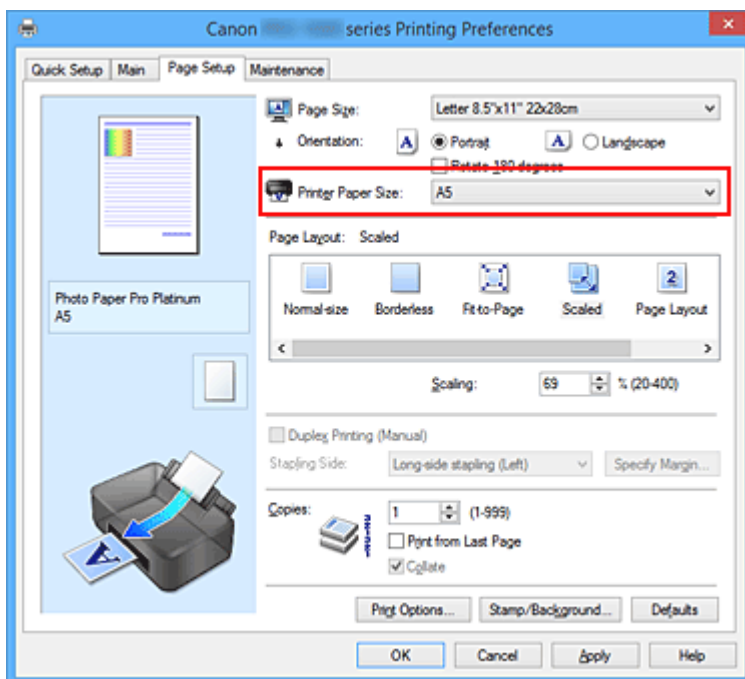 Canon series Printing Preferences
Quick Setup Main Page Setup Maintenance
Page Size: Letter 8.5"x11" 22x28cm
Orientation: A Portrait A Landscape
Rotate 180 degrees
Printer Paper Size: A5
Page Layout: Scaled
Normal-size Borderless Fit-to-Page Scaled 2 Page Layout
Photo Paper Pro Platinum
A5
Scaling: 69 % (20-400)
Duplex Printing (Manual)
Stapling Side: Long-side stapling (Left) Specify Margin...
Copies: 1 (1-999)
Print from Last Page
Collate
Print Options... Stamp/Background... Defaults
OK Cancel Apply Help